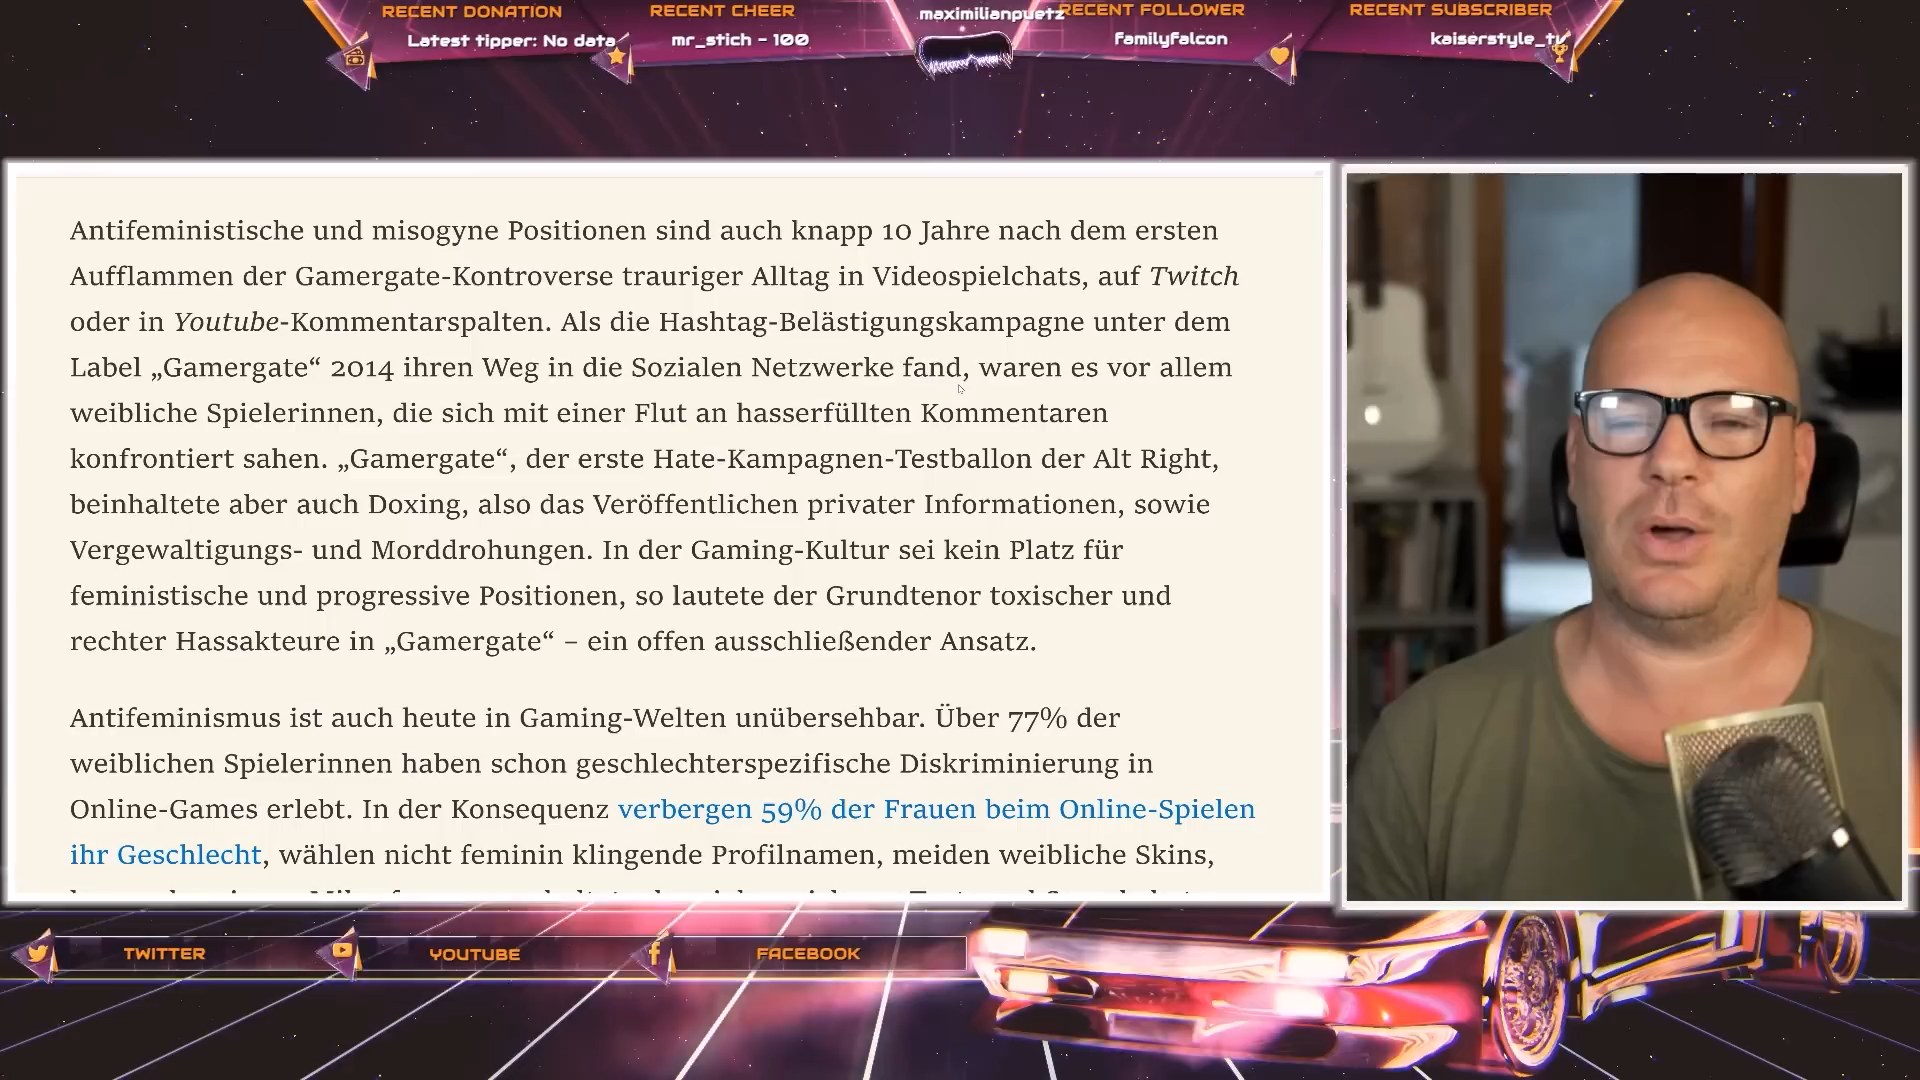 RECENT DONATION
Latest tipper: No data
RECENT CHEER
mr_stich - 100
maximilianpuetz
RECENT FOLLOWER
familyfalcon
RECENT SUBSCRIBER
kaiserstyle_tv
Antifeministische und misogyne Positionen sind auch knapp 10 Jahre nach dem ersten
Aufflammen der Gamergate-Kontroverse trauriger Alltag in Videospielchats, auf Twitch
oder in Youtube-Kommentarspalten. Als die Hashtag-Belästigungskampagne unter dem
Label „Gamergate“ 2014 ihren Weg in die Sozialen Netzwerke fand, waren es vor allem
weibliche Spielerinnen, die sich mit einer Flut an hasserfüllten Kommentaren
konfrontiert sahen. „Gamergate“, der erste Hate-Kampagnen-Testballon der Alt Right,
beinhaltete aber auch Doxing, also das Veröffentlichen privater Informationen, sowie
Vergewaltigungs- und Morddrohungen. In der Gaming-Kultur sei kein Platz für
feministische und progressive Positionen, so lautete der Grundtenor toxischer und
rechter Hassakteure in „Gamergate“ – ein offen ausschließender Ansatz.
Antifeminismus ist auch heute in Gaming-Welten unübersehbar. Über 77% der
weiblichen Spielerinnen haben schon geschlechterspezifische Diskriminierung in
Online-Games erlebt. In der Konsequenz verbergen 59% der Frauen beim Online-Spielen
ihr Geschlecht, wählen nicht feminin klingende Profilnamen, meiden weibliche Skins,
TWITTER
YOUTUBE
FACEBOOK